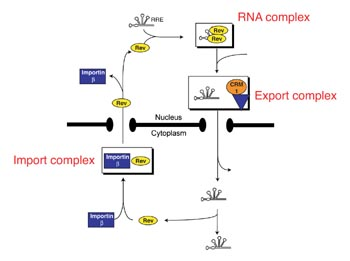 RRE
RNA complex
Rev
Rev
Rev
Importin
β
CRM
1
Export complex
Rev
Nucleus
Cytoplasm
Import complex
Importin
β
Rev
Importin
β
Rev